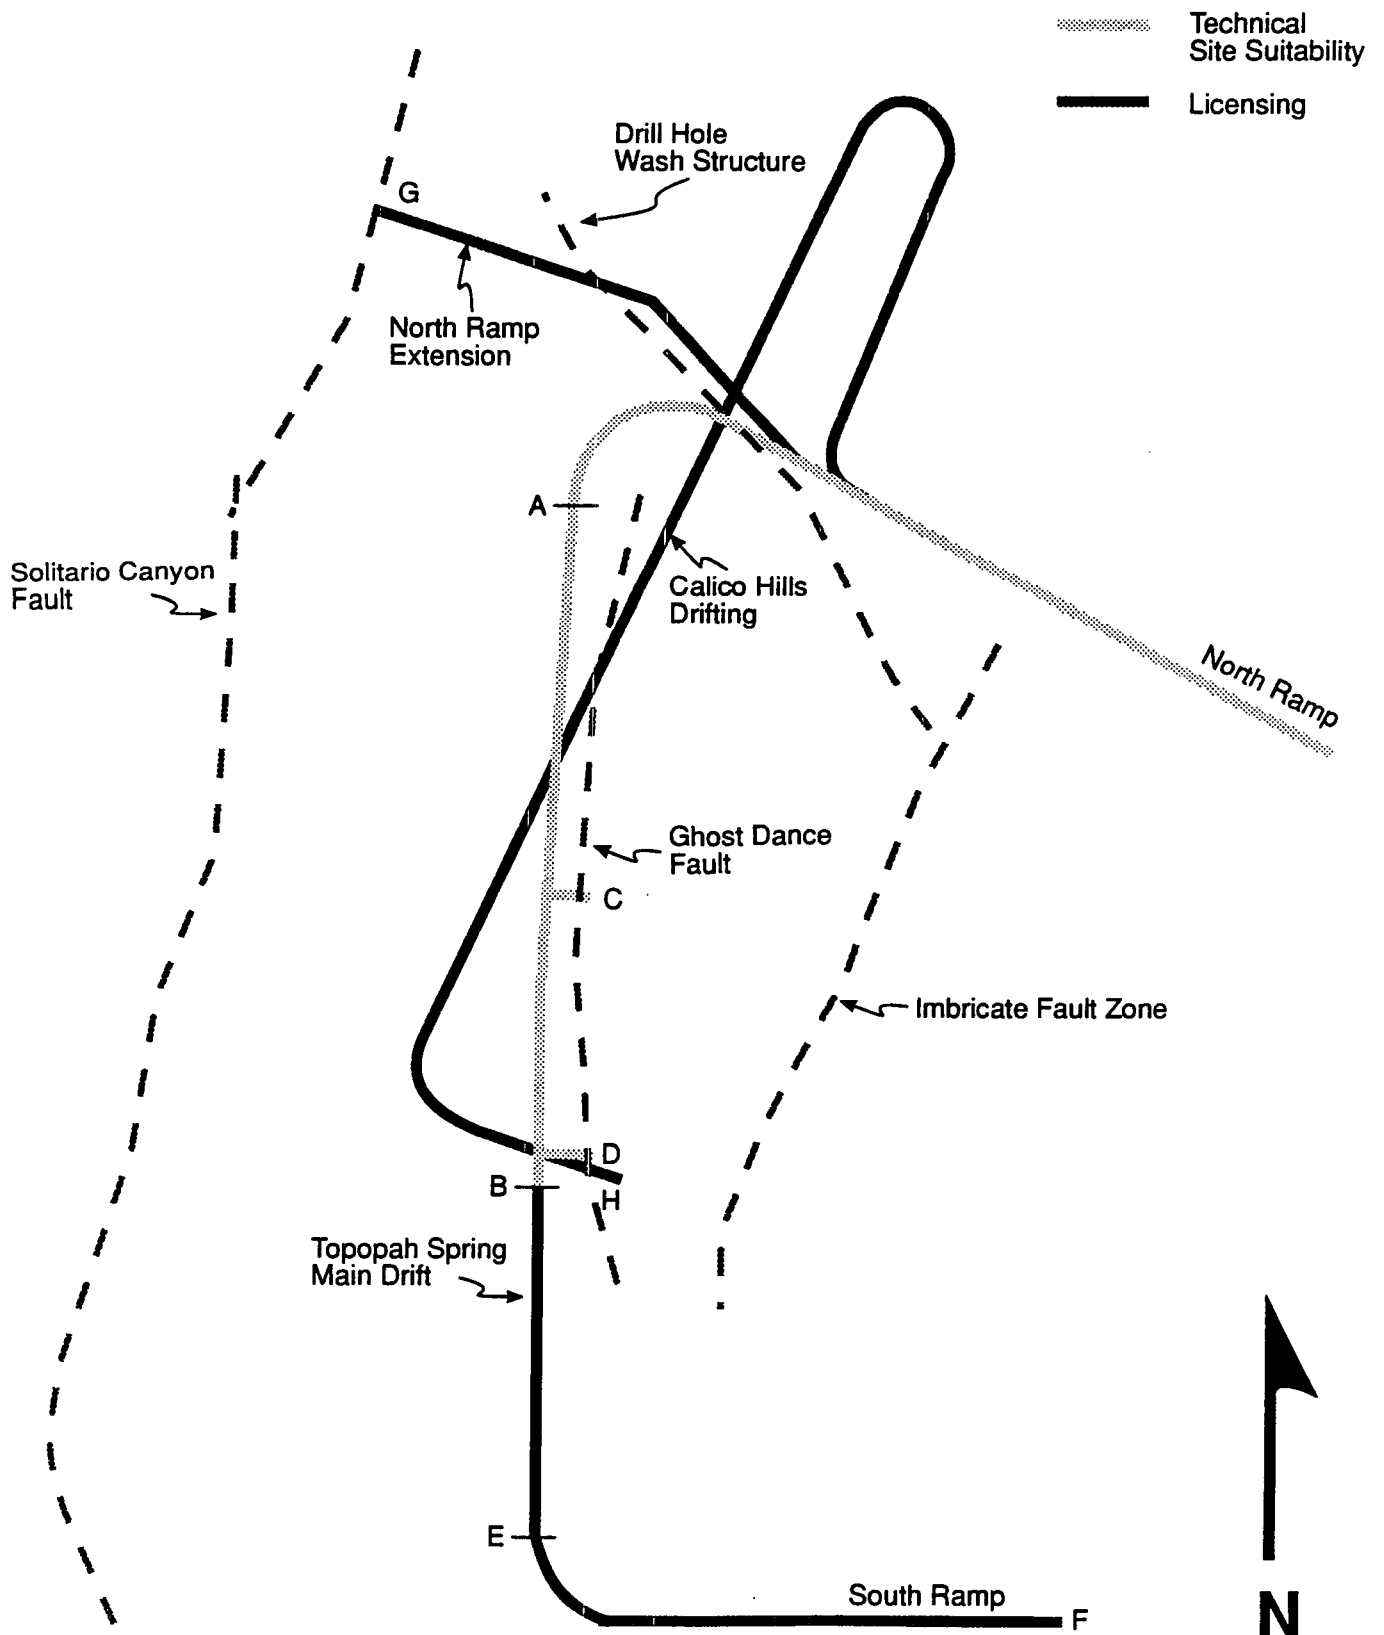 Technical
Site Suitability
Licensing
Drill Hole
Wash Structure
G
North Ramp
Extension
A
Solitario Canyon
Fault
Calico Hills
Drifting
North Ramp
Ghost Dance
Fault
C
Imbricate Fault Zone
D
B
H
Topopah Spring
Main Drift
E
South Ramp
F
N